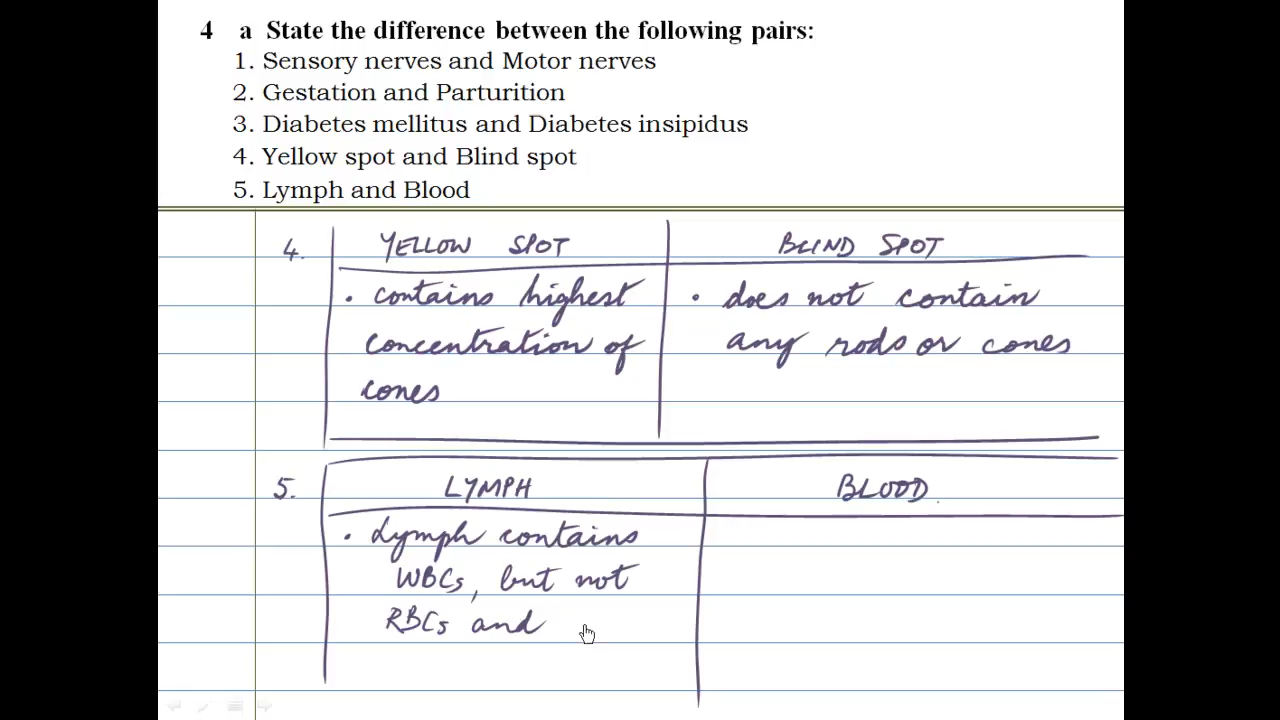 4 a State the difference between the following pairs:
1. Sensory nerves and Motor nerves
2. Gestation and Parturition
3. Diabetes mellitus and Diabetes insipidus
4. Yellow spot and Blind spot
5. Lymph and Blood
4. YELLOW SPOT BLIND SPOT
• contains highest • does not contain
concentration of any rods or cones
cones
5. LYMPH BLOOD
• Lymph contains
WBCs, but not
RBCs and